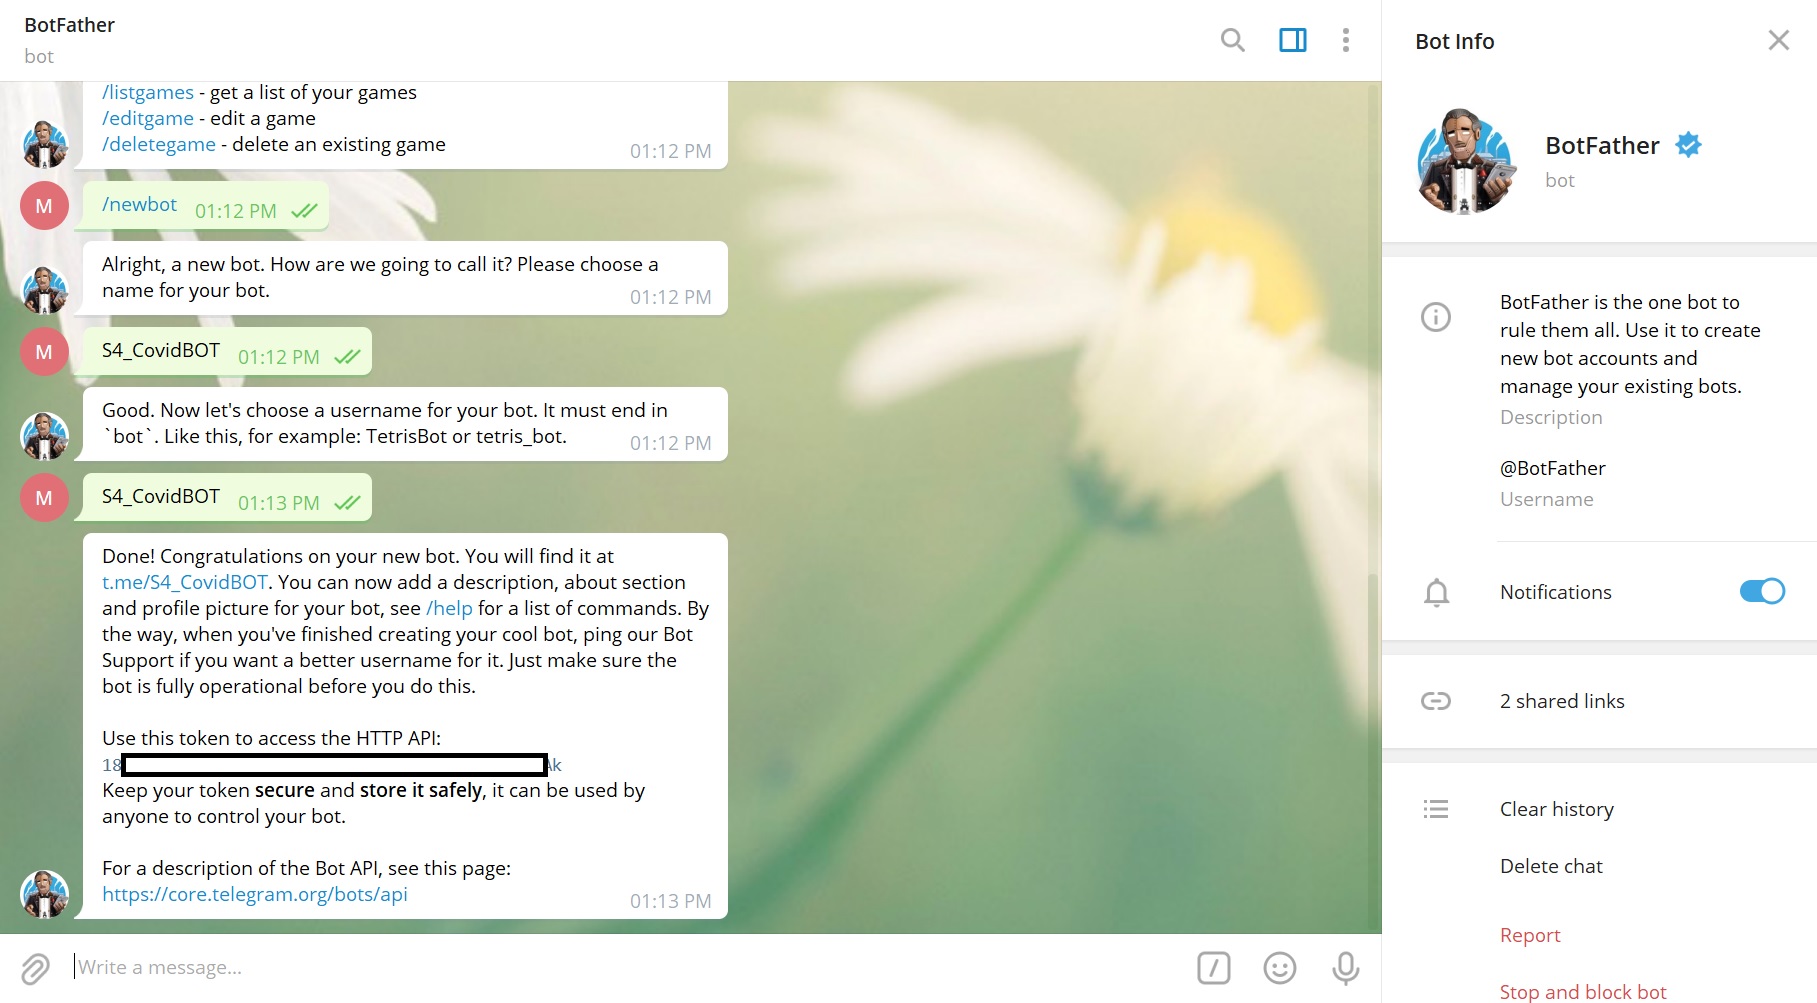 BotFather
bot
/listgames - get a list of your games
/editgame - edit a game
/deletegame - delete an existing game
01:12 PM
M
/newbot 01:12 PM
Alright, a new bot. How are we going to call it? Please choose a
name for your bot.
01:12 PM
M
S4_CovidBOT 01:12 PM
Good. Now let's choose a username for your bot. It must end in
`bot`. Like this, for example: TetrisBot or tetris_bot.
01:12 PM
M
S4_CovidBOT 01:13 PM
Done! Congratulations on your new bot. You will find it at
t.me/S4_CovidBOT. You can now add a description, about section
and profile picture for your bot, see /help for a list of commands. By
the way, when you've finished creating your cool bot, ping our Bot
Support if you want a better username for it. Just make sure the
bot is fully operational before you do this.
Use this token to access the HTTP API:
18 Ak
Keep your token secure and store it safely, it can be used by
anyone to control your bot.
For a description of the Bot API, see this page:
https://core.telegram.org/bots/api
01:13 PM
Write a message...
Bot Info
BotFather
bot
BotFather is the one bot to
rule them all. Use it to create
new bot accounts and
manage your existing bots.
Description
@BotFather
Username
Notifications
2 shared links
Clear history
Delete chat
Report
Stop and block bot